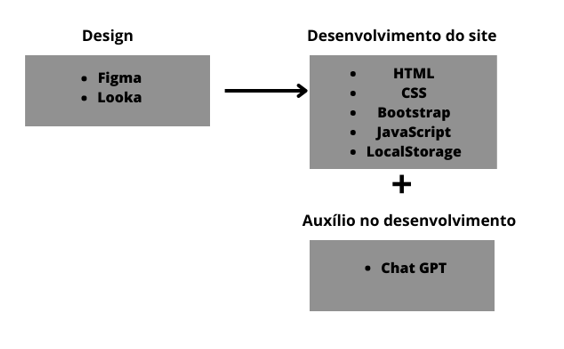 Design
Figma
Looka
Desenvolvimento do site
HTML
CSS
Bootstrap
JavaScript
LocalStorage
+
Auxílio no desenvolvimento
Chat GPT